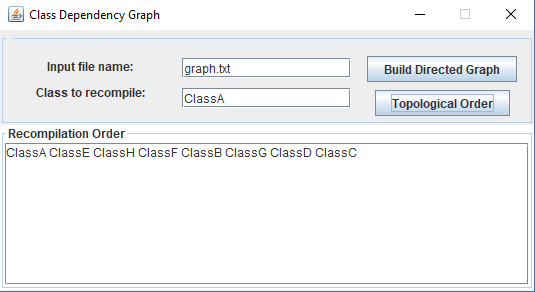 Class Dependency Graph
Input file name:
graph.txt
Build Directed Graph
Class to recompile:
ClassA
Topological Order
Recompilation Order
ClassA ClassE ClassH ClassF ClassB ClassG ClassD ClassC